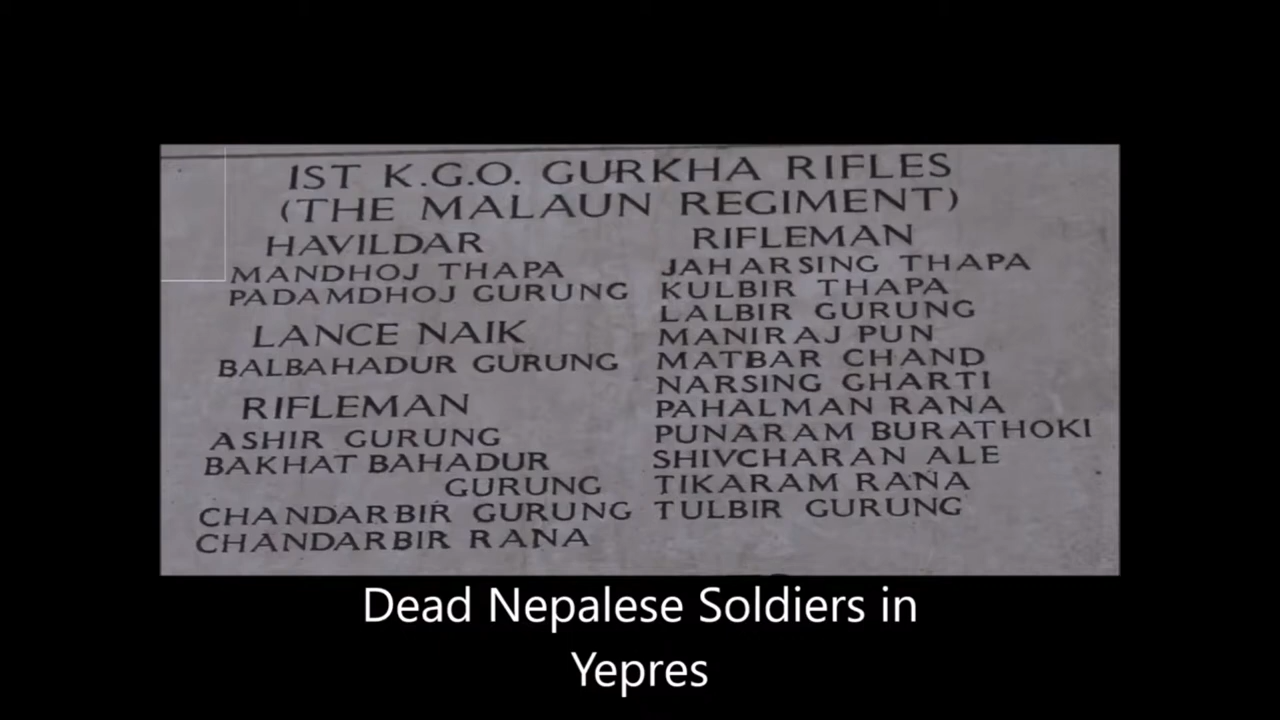 1ST K.G.O. GURKHA RIFLES
(THE MALAUN REGIMENT)
HAVILDAR
MANDHOJ THAPA
PADAMDHOJ GURUNG
LANCE NAIK
BALBAHADUR GURUNG
RIFLEMAN
ASHIR GURUNG
BAKHAT BAHADUR
GURUNG
CHANDARBIR GURUNG
CHANDARBIR RANA
RIFLEMAN
JAHARSING THAPA
KULBIR THAPA
LALBIR GURUNG
MANIRAJ PUN
MATBAR CHAND
NARSING GHARTI
PAHALMAN RANA
PUNARAM BURATHOKI
SHIVCHARAN ALE
TIKARAM RANA
TULBIR GURUNG
Dead Nepalese Soldiers in
Yepres